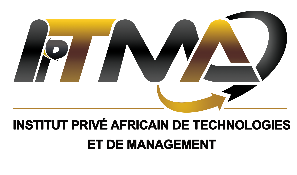 IPTMA
INSTITUT PRIVÉ AFRICAIN DE TECHNOLOGIES
ET DE MANAGEMENT